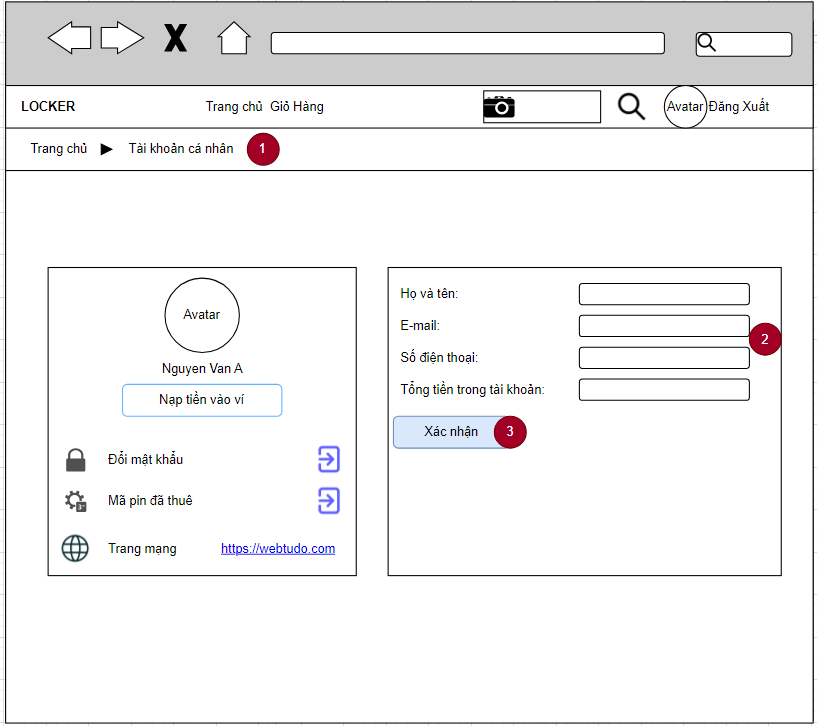 X
LOCKER
Trang chủ Giỏ Hàng
Avatar
Đăng Xuất
Trang chủ
Tài khoản cá nhân
1
Avatar
Nguyen Van A
Nạp tiền vào ví
Đổi mật khẩu
Mã pin đã thuê
Trang mạng
https://webtudo.com
Họ và tên:
E-mail:
2
Số điện thoại:
Tổng tiền trong tài khoản:
Xác nhận
3